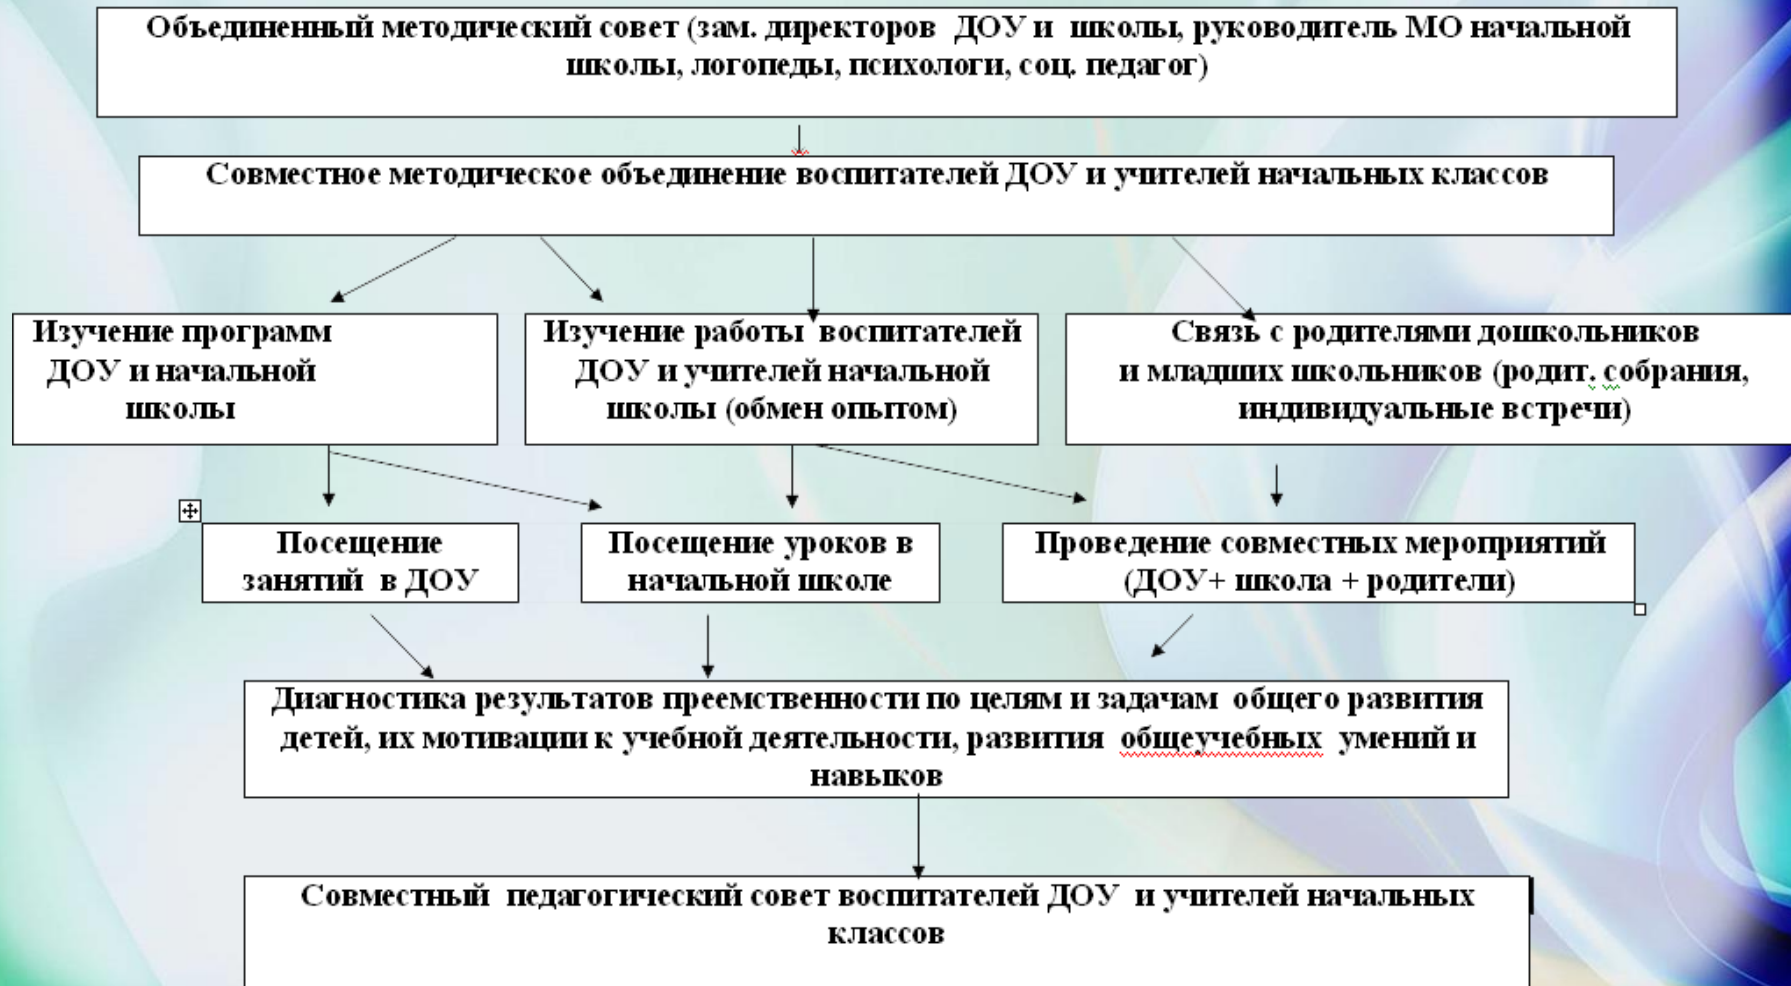 Объединенный методический совет (зам. директоров ДОУ и школы, руководитель МО начальной
школы, логопеды, психологи, соц. педагог)
Совместное методическое объединение воспитателей ДОУ и учителей начальных классов
Изучение программ
ДОУ и начальной
школы
Изучение работы воспитателей
ДОУ и учителей начальной
школы (обмен опытом)
Связь с родителями дошкольников
и младших школьников (родит. собрания,
индивидуальные встречи)
Посещение
занятий в ДОУ
Посещение уроков в
начальной школе
Проведение совместных мероприятий
(ДОУ+ школа + родители)
Диагностика результатов преемственности по целям и задачам общего развития
детей, их мотивации к учебной деятельности, развития общеучебных умений и
навыков
Совместный педагогический совет воспитателей ДОУ и учителей начальных
классов